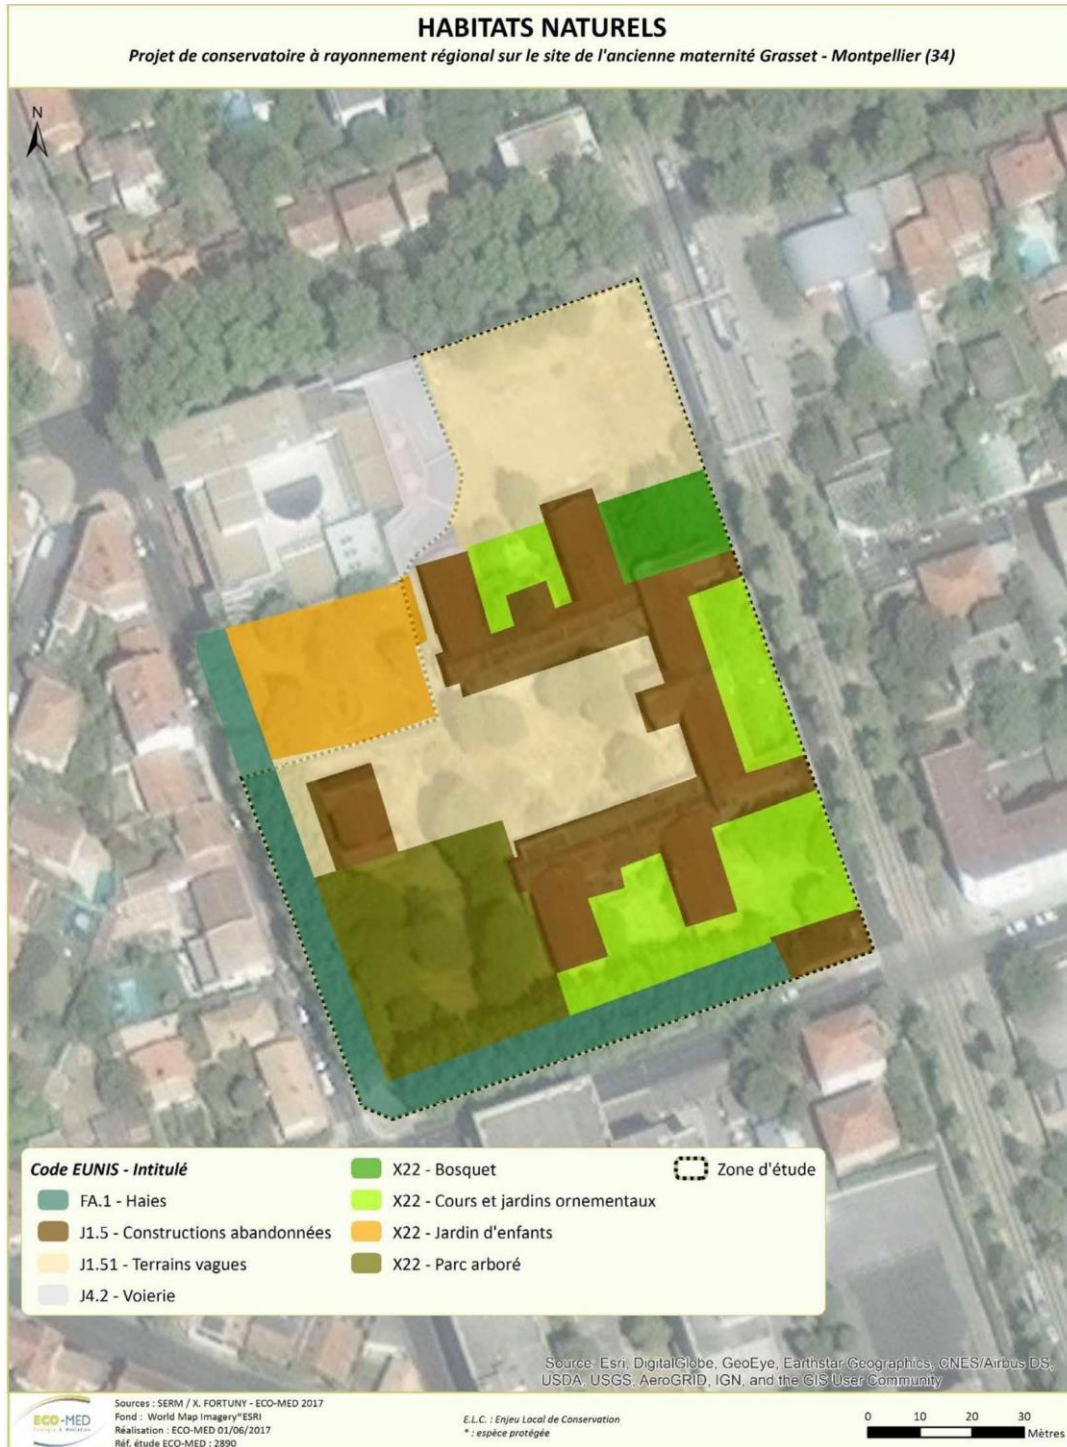 HABITATS NATURELS
Projet de conservatoire à rayonnement régional sur le site de l'ancienne maternité Grasset - Montpellier (34)
N
Code EUNIS - Intitulé
FA.1 - Haies
J1.5 - Constructions abandonnées
J1.51 - Terrains vagues
J4.2 - Voierie
X22 - Bosquet
X22 - Cours et jardins ornementaux
X22 - Jardin d'enfants
X22 - Parc arboré
Zone d'étude
Source: Esri, DigitalGlobe, GeoEye, Earthstar Geographics, CNES/Airbus DS,
USDA, USGS, AeroGRID, IGN, and the GIS User Community
ECO-MED
Ecologie & Médiation
Sources : SERM / X. FORTUNY - ECO-MED 2017
Fond : World Map Imagery"ESRI
Réalisation : ECO-MED 01/06/2017
Réf. étude ECO-MED : 2890
E.L.C. : Enjeu Local de Conservation
* : espèce protégée
0 10 20 30
Mètres